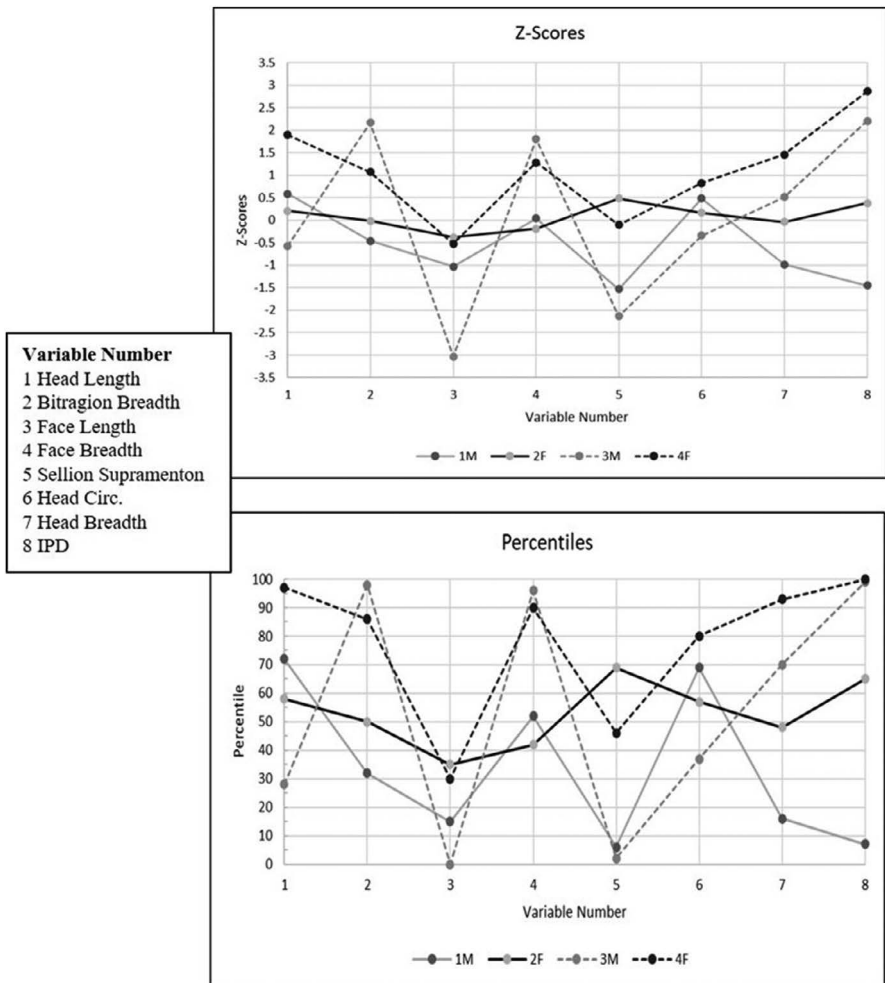 Z-Scores
3.5
3
2.5
2
1.5
1
0.5
0
-0.5
-1
-1.5
-2
-2.5
-3
-3.5
Z-Scores
1 2 3 4 5 6 7 8
Variable Number
1M 2F 3M 4F
Variable Number
1 Head Length
2 Bitragion Breadth
3 Face Length
4 Face Breadth
5 Sellion Supramenton
6 Head Circ.
7 Head Breadth
8 IPD
Percentiles
100
90
80
70
60
50
40
30
20
10
0
Percentile
1 2 3 4 5 6 7 8
Variable Number
1M 2F 3M 4F